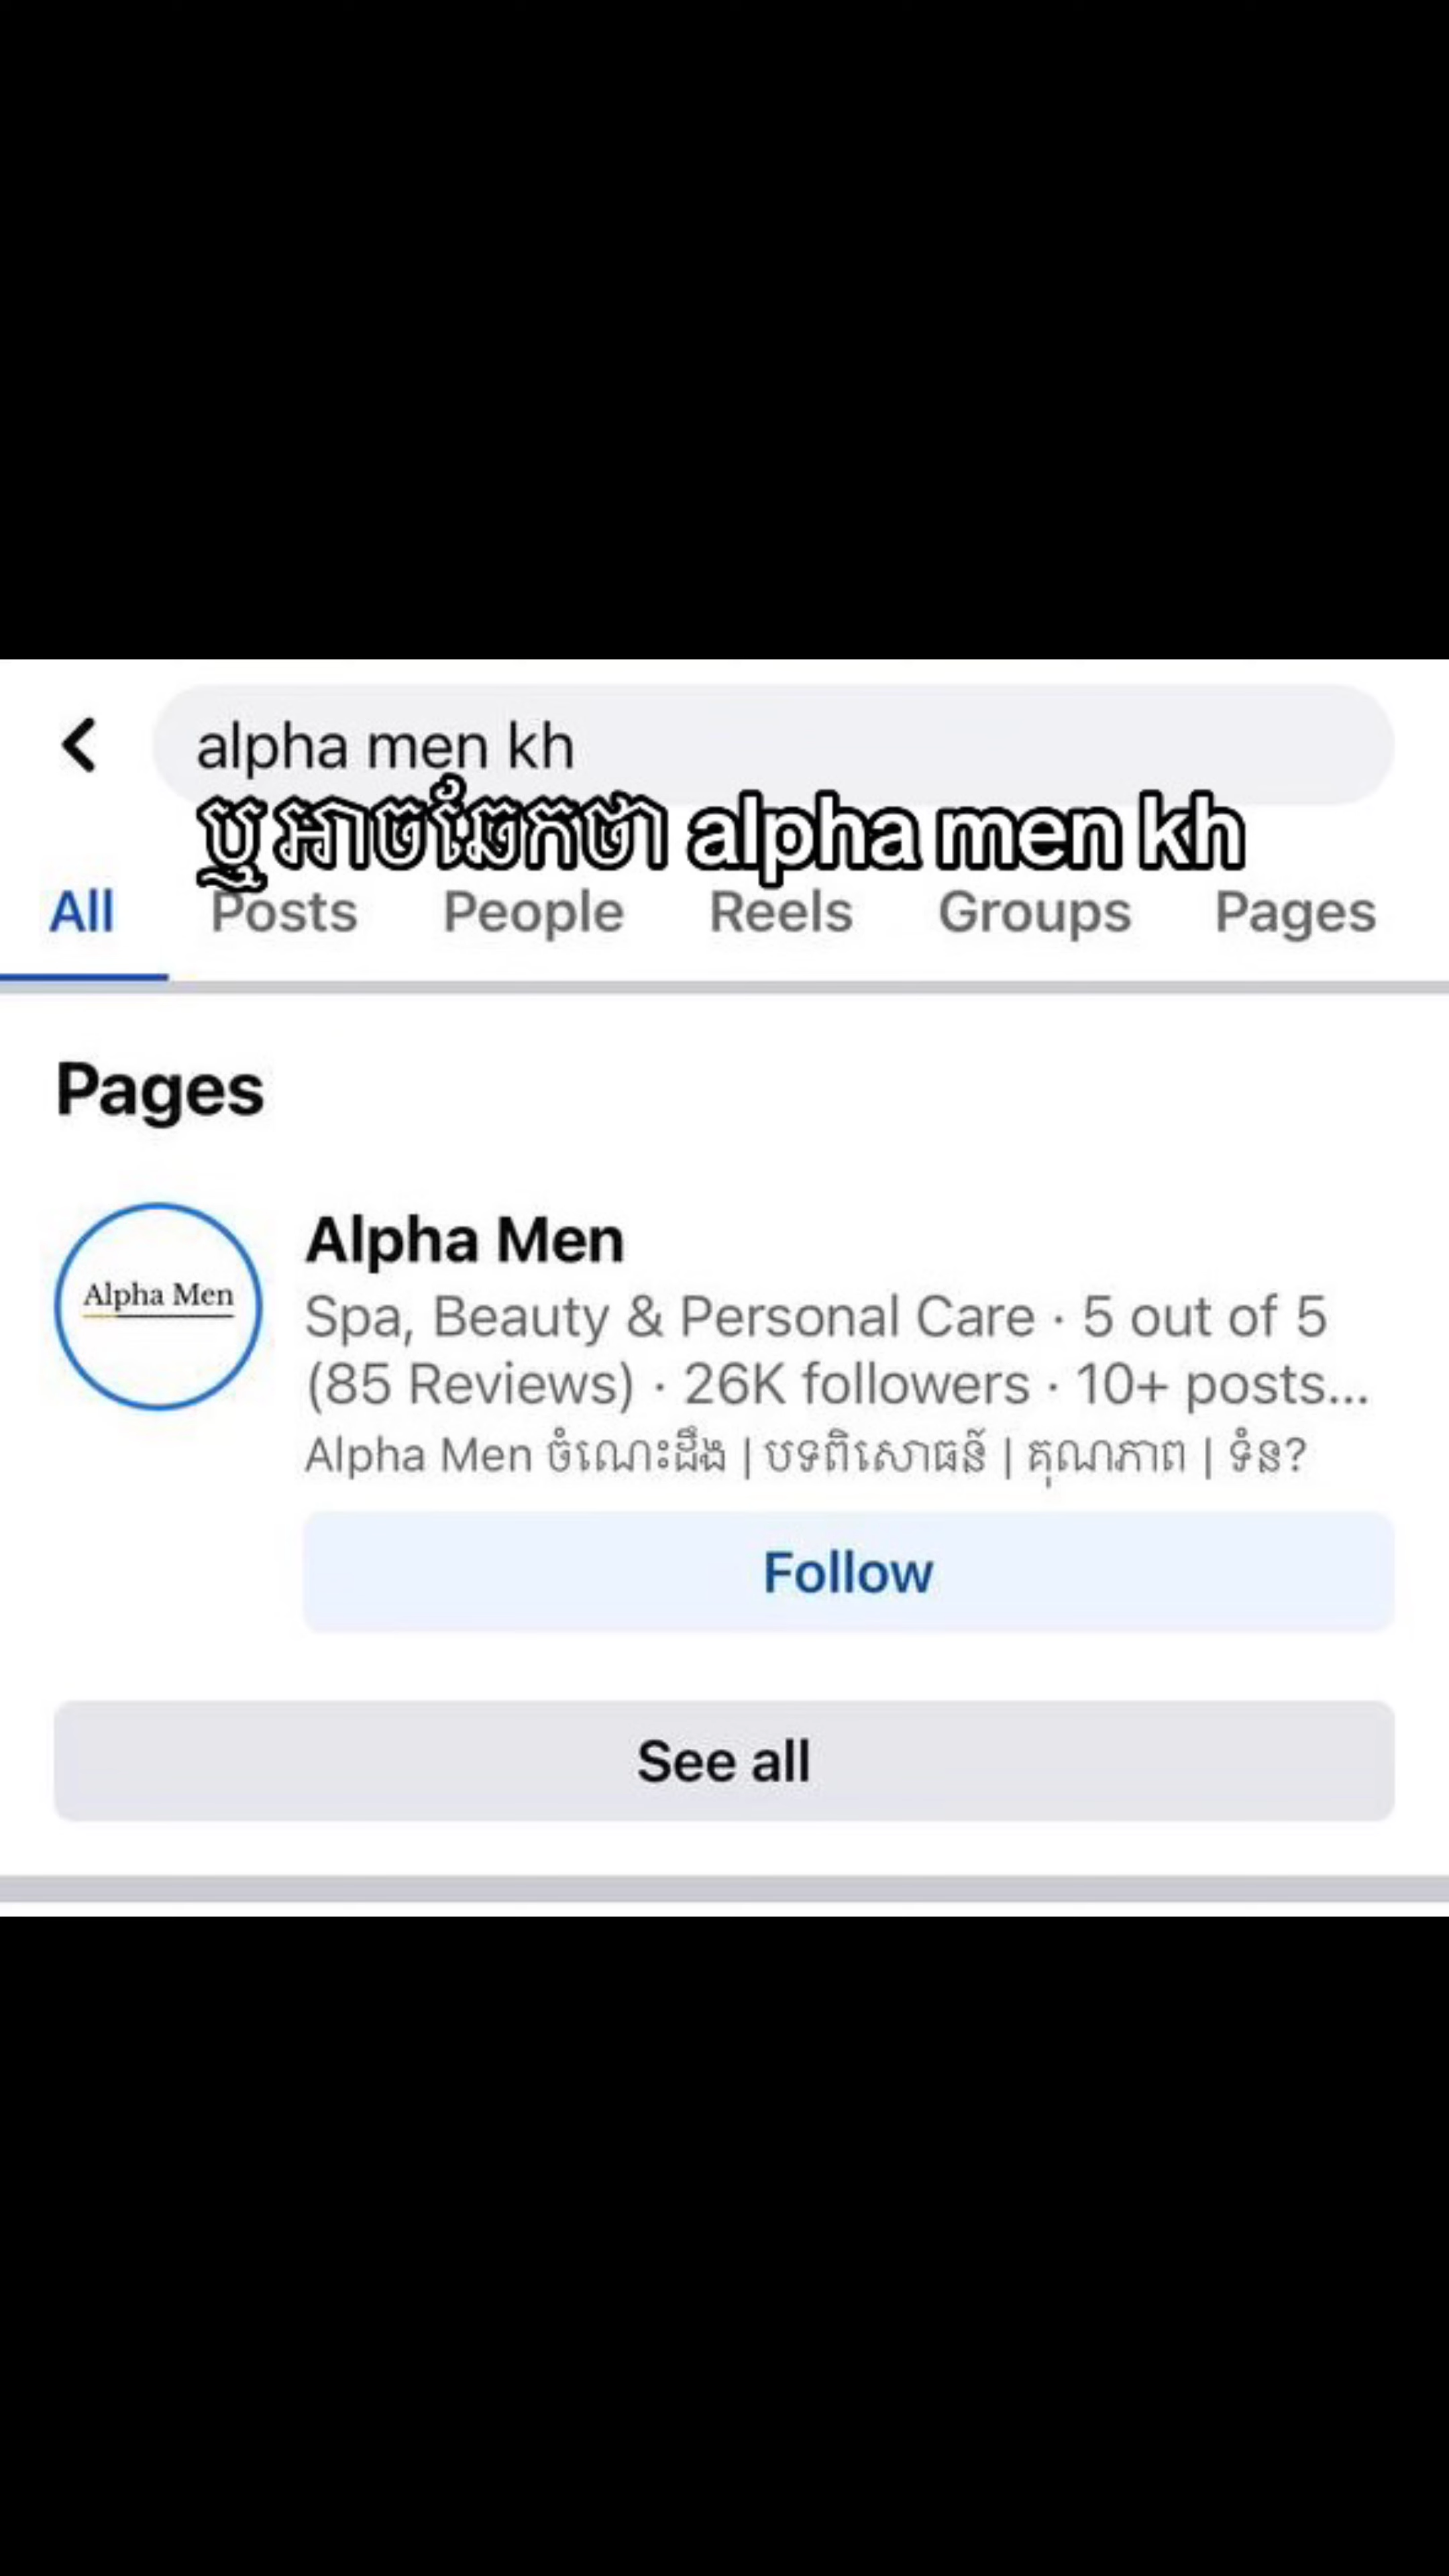 alpha men kh
ឬអាចឆែកថា alpha men kh
All Posts People Reels Groups Pages
Pages
Alpha Men
Alpha Men
Spa, Beauty & Personal Care · 5 out of 5
(85 Reviews) · 26K followers · 10+ posts...
Alpha Men ចំណេះដឹង | បទពិសោធន៍ | គុណភាព | ទំន?
Follow
See all